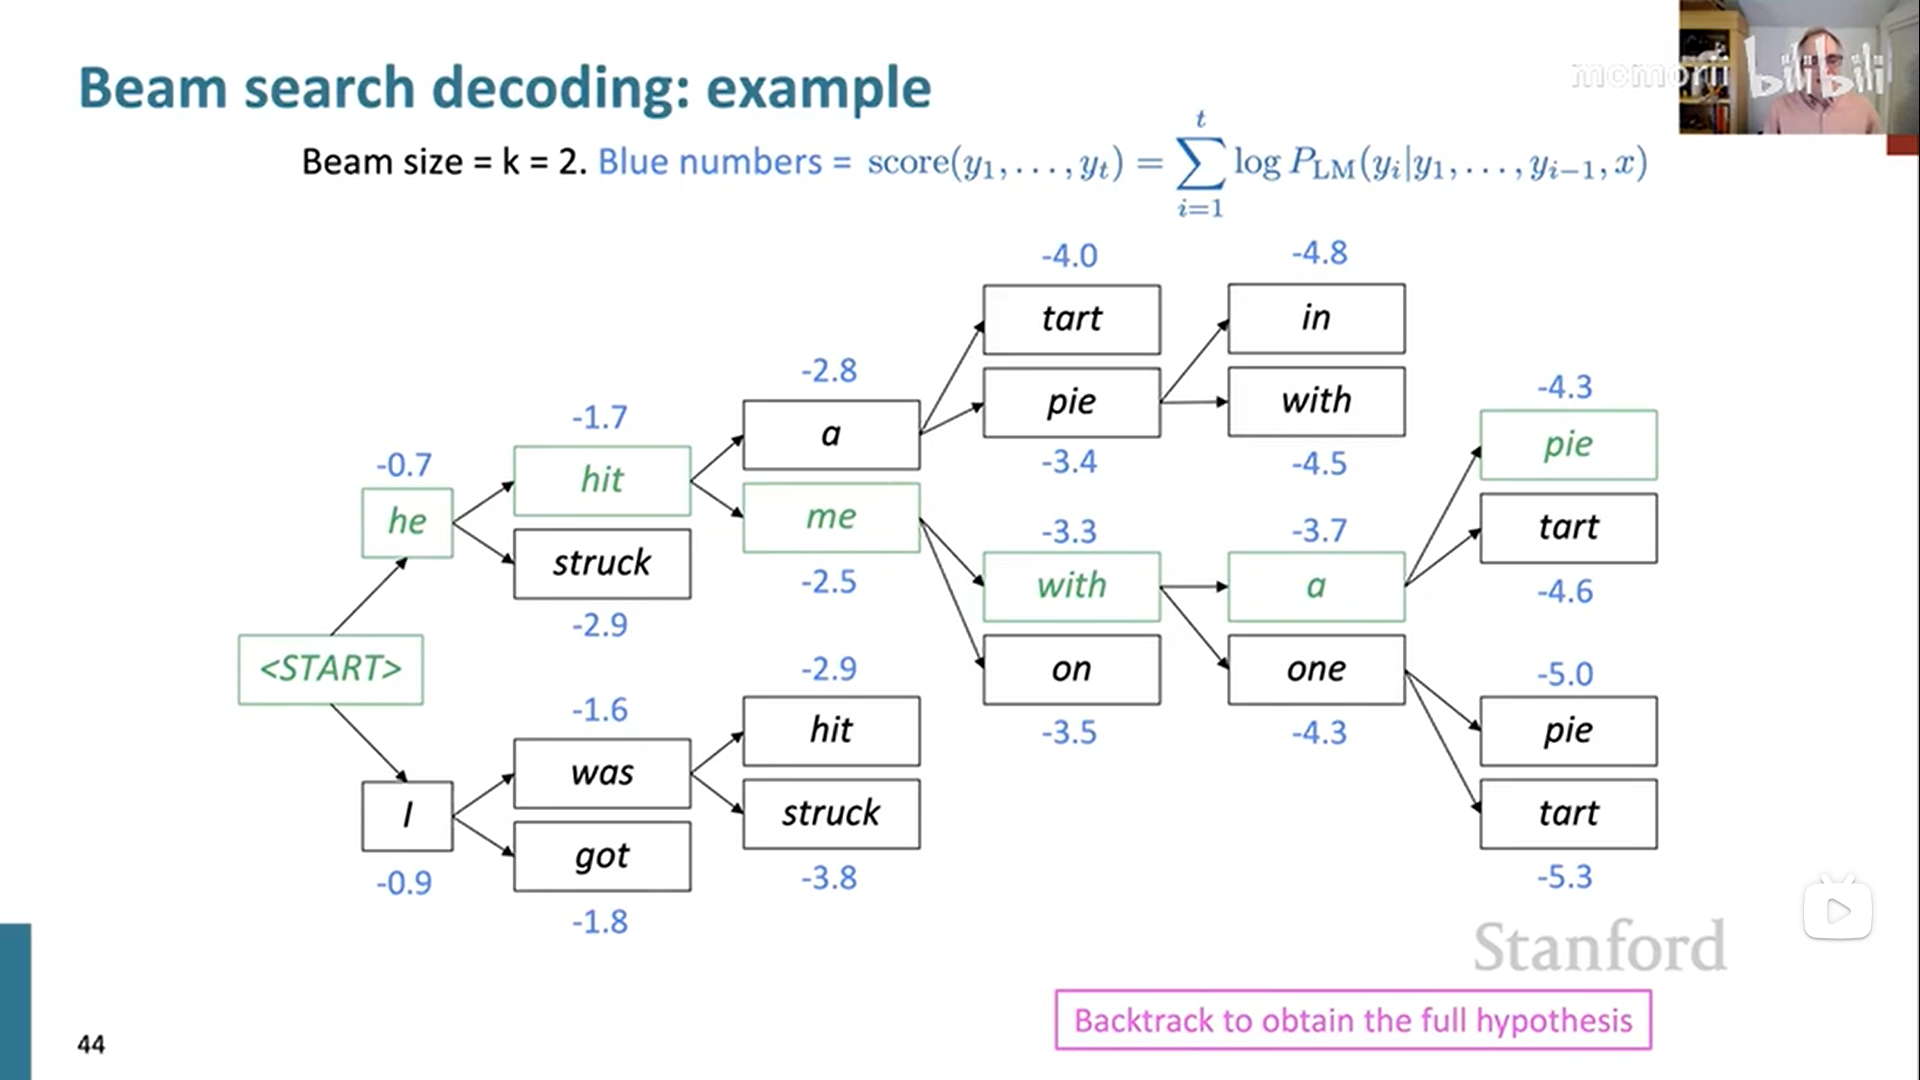 memorii bilibili
Beam search decoding: example
Beam size = k = 2. Blue numbers = score(y₁, . . . , yₜ) = ∑ᵢ₌₁ᵗ log P_LM(yᵢ|y₁, . . . , yᵢ₋₁, x)
-4.0
-4.8
tart
in
-2.8
pie
with
-4.3
-1.7
a
-3.4
-4.5
pie
-0.7
hit
me
-3.3
-3.7
tart
he
struck
-2.5
with
a
-4.6
-2.9
<START>
-2.9
on
one
-5.0
-1.6
hit
-3.5
-4.3
pie
was
struck
tart
I
got
-3.8
-5.3
-0.9
-1.8
Stanford
Backtrack to obtain the full hypothesis
44